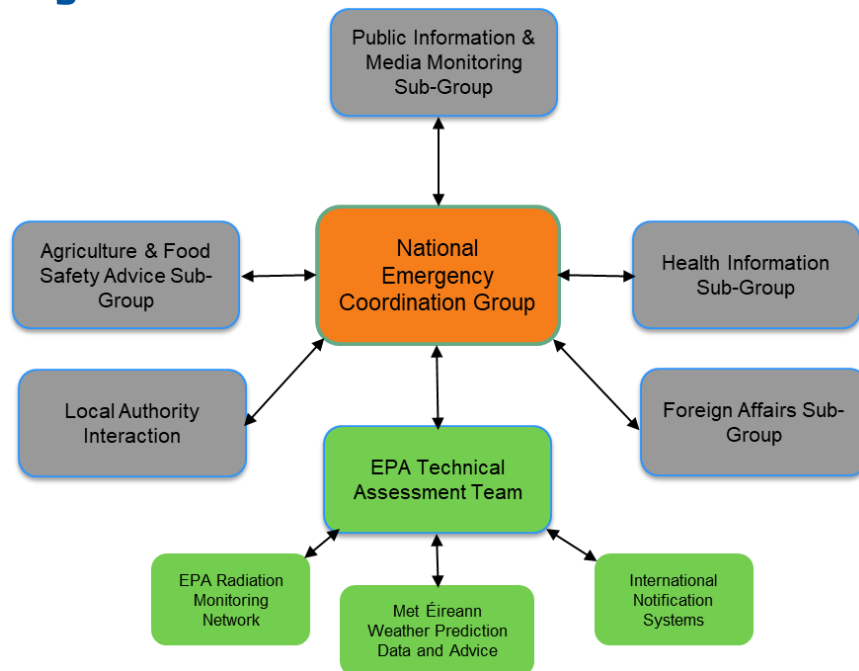 Public Information &
Media Monitoring
Sub-Group
Agriculture & Food
Safety Advice Sub-
Group
National
Emergency
Coordination Group
Health Information
Sub-Group
Local Authority
Interaction
Foreign Affairs Sub-
Group
EPA Technical
Assessment Team
EPA Radiation
Monitoring
Network
Met Éireann
Weather Prediction
Data and Advice
International
Notification
Systems